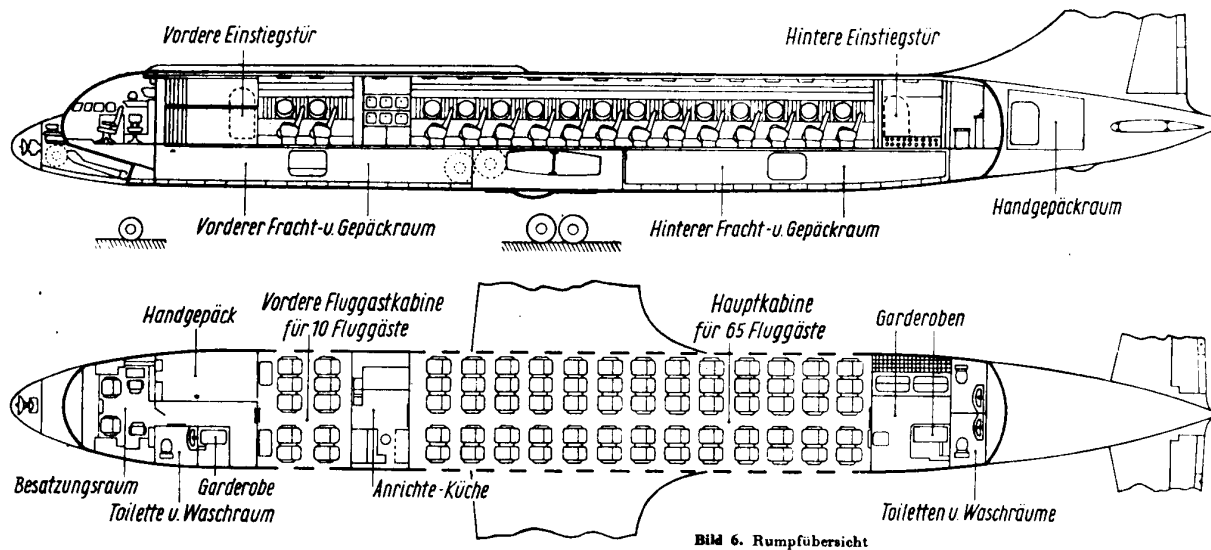 Vordere Einstiegstür
Hintere Einstiegstür
Vorderer Fracht-u. Gepäckraum
Hinterer Fracht-u. Gepäckraum
Handgepäckraum
Handgepäck
Vordere Fluggastkabine
für 10 Fluggäste
Hauptkabine
für 65 Fluggäste
Garderoben
Besatzungsraum
Toilette u. Waschraum
Garderobe
Anrichte-Küche
Toiletten u. Waschräume
Bild 6. Rumpfübersicht